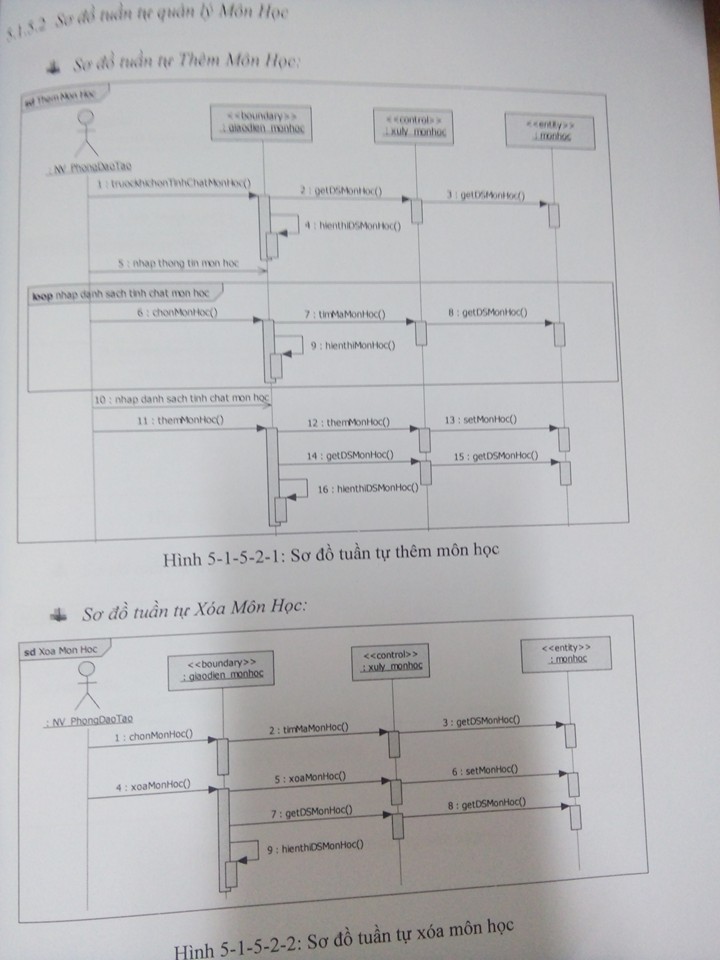 5.1.5.2 Sơ đồ tuần tự quản lý Môn Học
Sơ đồ tuần tự Thêm Môn Học:
sd Them Mon Hoc
: NV_PhongDaoTao
<<boundary>>
: giaodien_monhoc
<<control>>
: xuly_monhoc
<<entity>>
: monhoc
1 : truockhichonTinhChatMonHoc()
2 : getDSMonHoc()
3 : getDSMonHoc()
4 : hienthiDSMonHoc()
5 : nhap thong tin mon hoc
loop nhap danh sach tinh chat mon hoc
6 : chonMonHoc()
7 : timMaMonHoc()
8 : getDSMonHoc()
9 : hienthiMonHoc()
10 : nhap danh sach tinh chat mon hoc
11 : themMonHoc()
12 : themMonHoc()
13 : setMonHoc()
14 : getDSMonHoc()
15 : getDSMonHoc()
16 : hienthiDSMonHoc()
Hình 5-1-5-2-1: Sơ đồ tuần tự thêm môn học
Sơ đồ tuần tự Xóa Môn Học:
sd Xoa Mon Hoc
: NV_PhongDaoTao
<<boundary>>
: giaodien_monhoc
<<control>>
: xuly_monhoc
<<entity>>
: monhoc
1 : chonMonHoc()
2 : timMaMonHoc()
3 : getDSMonHoc()
4 : xoaMonHoc()
5 : xoaMonHoc()
6 : setMonHoc()
7 : getDSMonHoc()
8 : getDSMonHoc()
9 : hienthiDSMonHoc()
Hình 5-1-5-2-2: Sơ đồ tuần tự xóa môn học